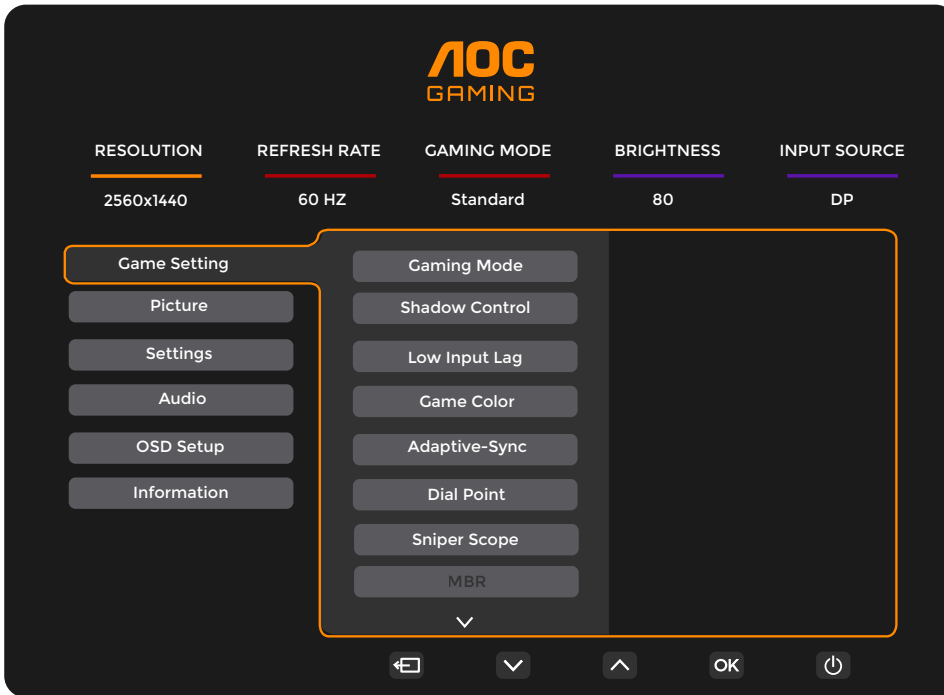 AOC
GAMING
RESOLUTION REFRESH RATE GAMING MODE BRIGHTNESS INPUT SOURCE
2560x1440 60 HZ Standard 80 DP
Game Setting
Picture
Settings
Audio
OSD Setup
Information
Gaming Mode
Shadow Control
Low Input Lag
Game Color
Adaptive-Sync
Dial Point
Sniper Scope
MBR
OK